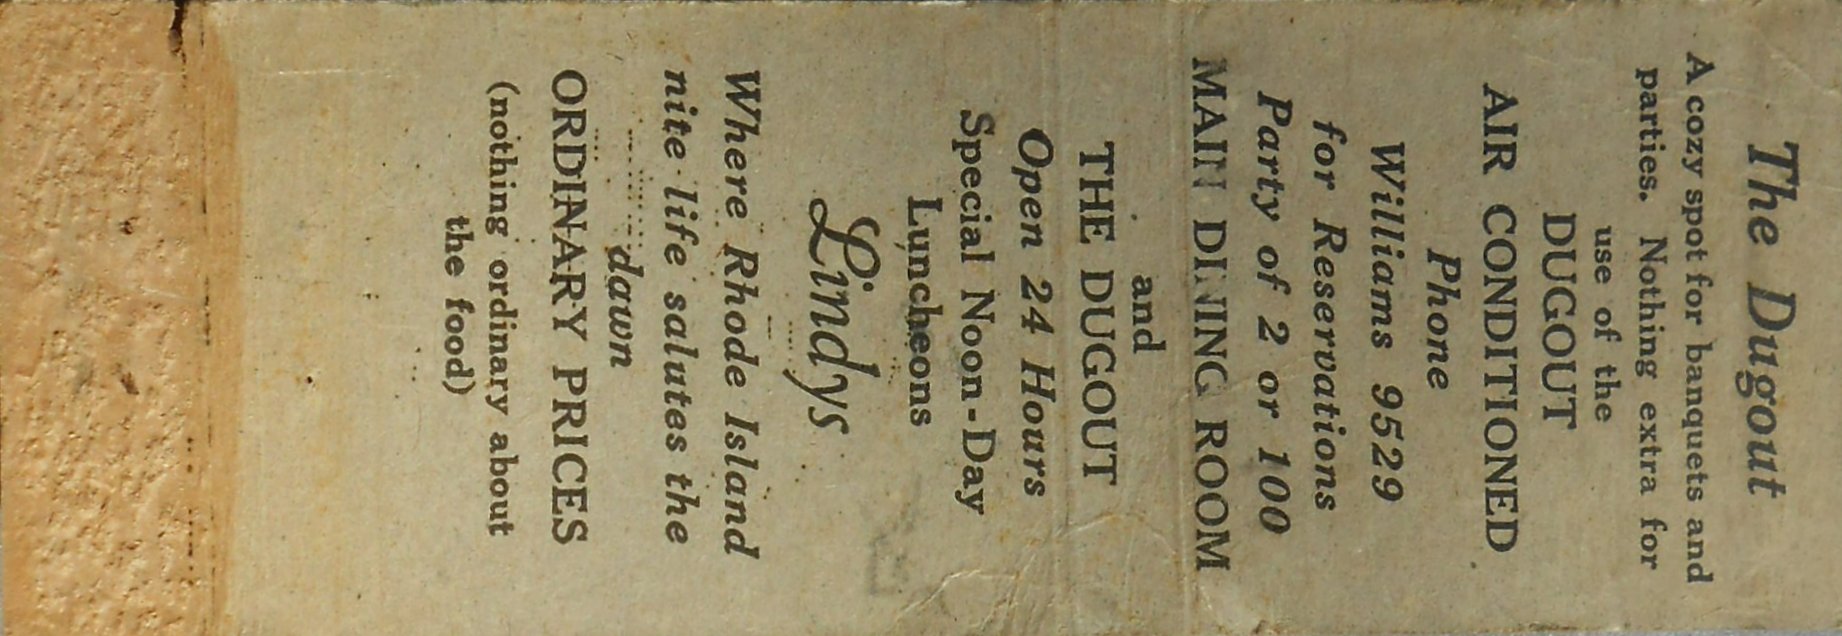 The Dugout
A cozy spot for banquets and
parties. Nothing extra for
use of the
DUGOUT
AIR CONDITIONED
Phone
Williams 9529
for Reservations
Party of 2 or 100
MAIN DINING ROOM
and
THE DUGOUT
Open 24 Hours
Special Noon-Day
Luncheons
Lindys
Where Rhode Island
nite life salutes the
dawn
ORDINARY PRICES
(nothing ordinary about
the food)